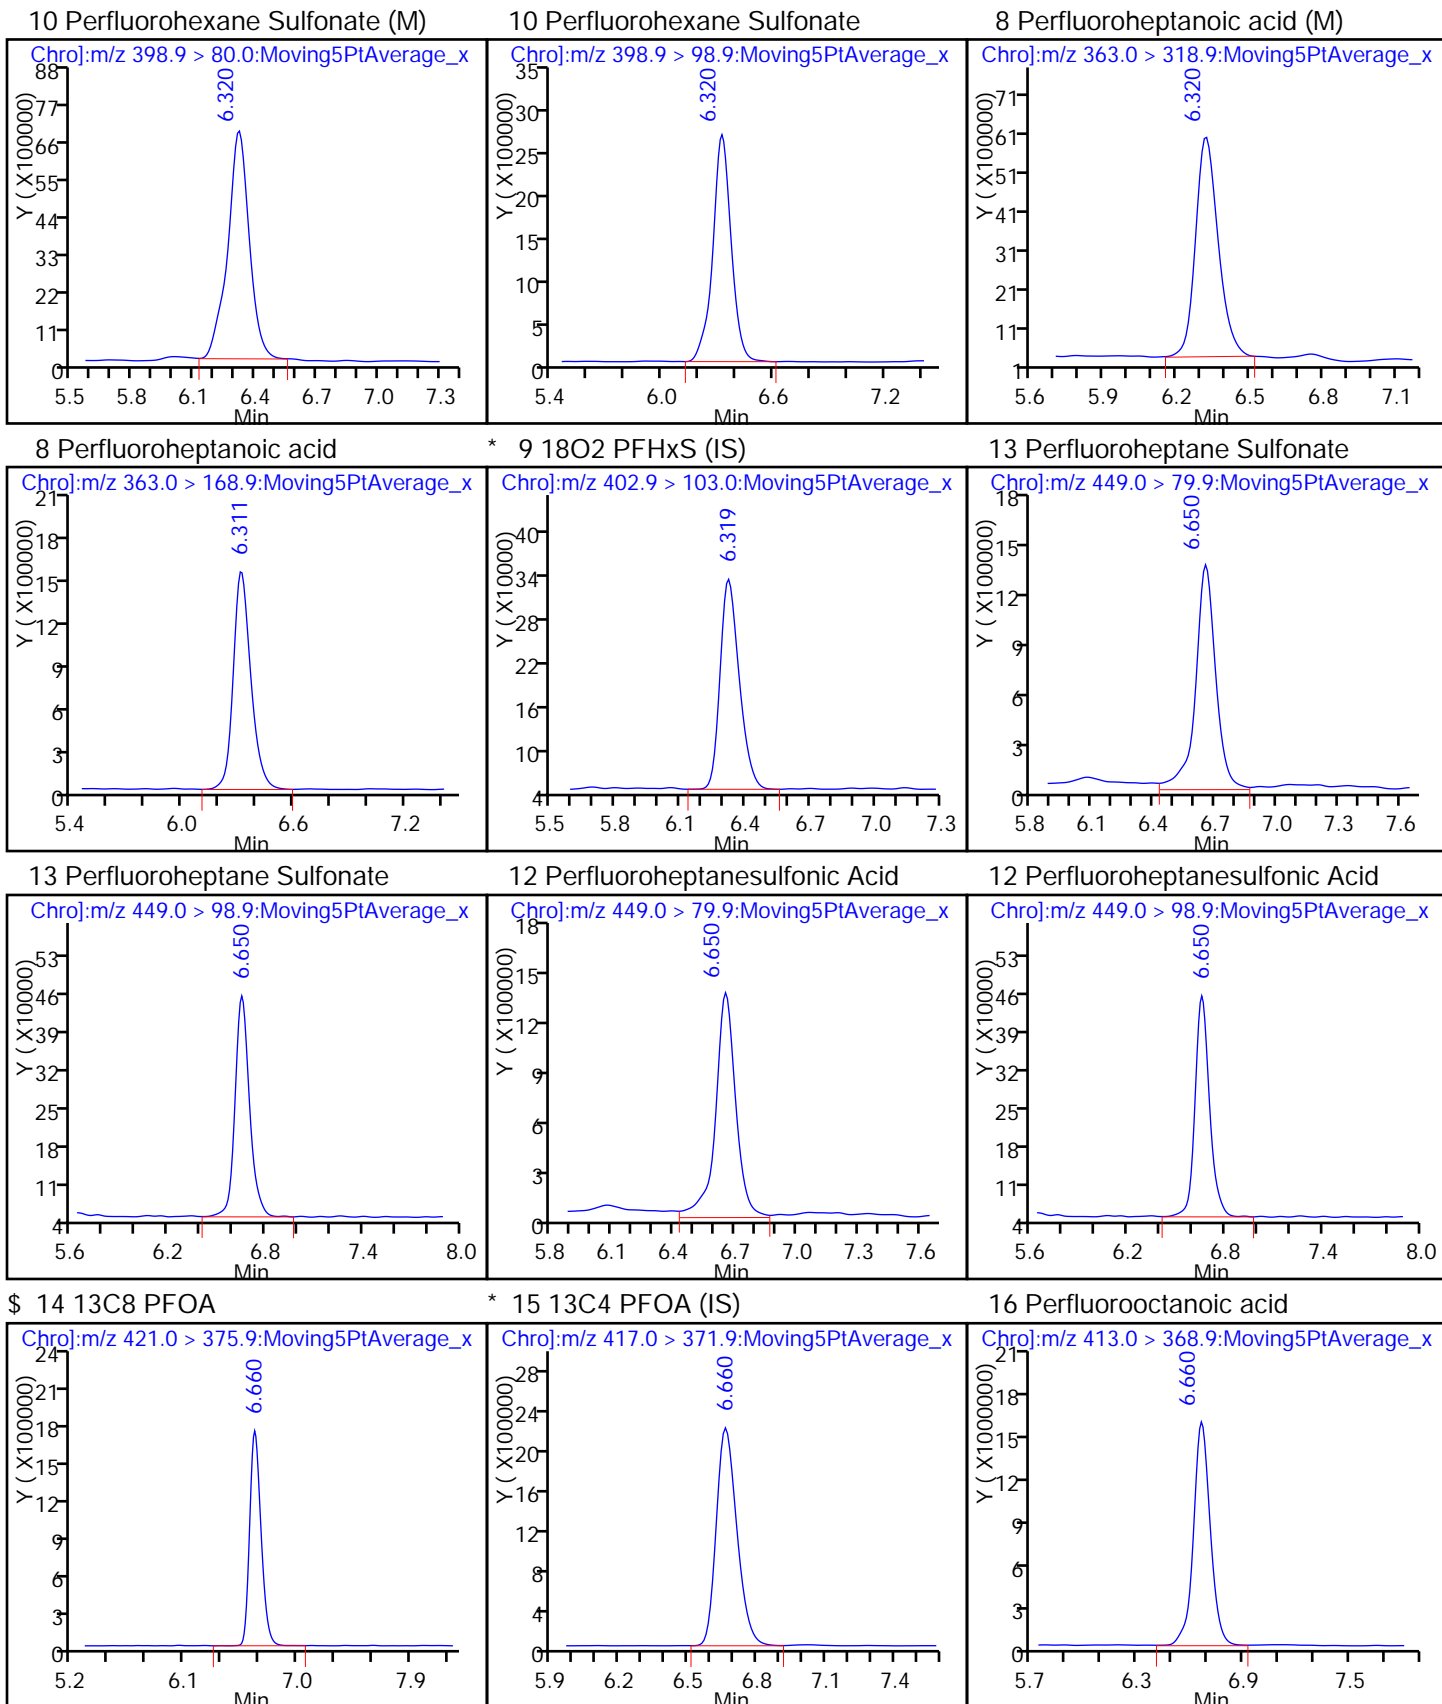 10 Perfluorohexane Sulfonate (M)
Chro]:m/z 398.9 > 80.0:Moving5PtAverage_x
6.320
Y ( X100000)
88
77
66
55
44
33
22
11
0
5.5 5.8 6.1 6.4 6.7 7.0 7.3
Min
10 Perfluorohexane Sulfonate
Chro]:m/z 398.9 > 98.9:Moving5PtAverage_x
6.320
Y ( X100000)
35
30
25
20
15
10
5
0
5.4 6.0 6.6 7.2
Min
8 Perfluoroheptanoic acid (M)
Chro]:m/z 363.0 > 318.9:Moving5PtAverage_x
6.320
Y ( X100000)
71
61
51
41
31
21
11
1
5.6 5.9 6.2 6.5 6.8 7.1
Min
8 Perfluoroheptanoic acid
Chro]:m/z 363.0 > 168.9:Moving5PtAverage_x
6.311
Y ( X100000)
21
18
15
12
9
6
3
0
5.4 6.0 6.6 7.2
Min
* 9 18O2 PFHxS (IS)
Chro]:m/z 402.9 > 103.0:Moving5PtAverage_x
6.319
Y ( X100000)
40
34
28
22
16
10
4
5.5 5.8 6.1 6.4 6.7 7.0 7.3
Min
13 Perfluoroheptane Sulfonate
Chro]:m/z 449.0 > 79.9:Moving5PtAverage_x
6.650
Y ( X1000000)
18
15
12
9
6
3
0
5.8 6.1 6.4 6.7 7.0 7.3 7.6
Min
13 Perfluoroheptane Sulfonate
Chro]:m/z 449.0 > 98.9:Moving5PtAverage_x
6.650
Y ( X100000)
53
46
39
32
25
18
11
4
5.6 6.2 6.8 7.4 8.0
Min
12 Perfluoroheptanesulfonic Acid
Chro]:m/z 449.0 > 79.9:Moving5PtAverage_x
6.650
Y ( X1000000)
18
15
12
9
6
3
0
5.8 6.1 6.4 6.7 7.0 7.3 7.6
Min
12 Perfluoroheptanesulfonic Acid
Chro]:m/z 449.0 > 98.9:Moving5PtAverage_x
6.650
Y ( X100000)
53
46
39
32
25
18
11
4
5.6 6.2 6.8 7.4 8.0
Min
$ 14 13C8 PFOA
Chro]:m/z 421.0 > 375.9:Moving5PtAverage_x
6.660
Y ( X1000000)
24
21
18
15
12
9
6
3
0
5.2 6.1 7.0 7.9
Min
* 15 13C4 PFOA (IS)
Chro]:m/z 417.0 > 371.9:Moving5PtAverage_x
6.660
Y ( X100000)
28
24
20
16
12
8
4
0
5.9 6.2 6.5 6.8 7.1 7.4
Min
16 Perfluorooctanoic acid
Chro]:m/z 413.0 > 368.9:Moving5PtAverage_x
6.660
Y ( X1000000)
21
18
15
12
9
6
3
0
5.7 6.3 6.9 7.5
Min